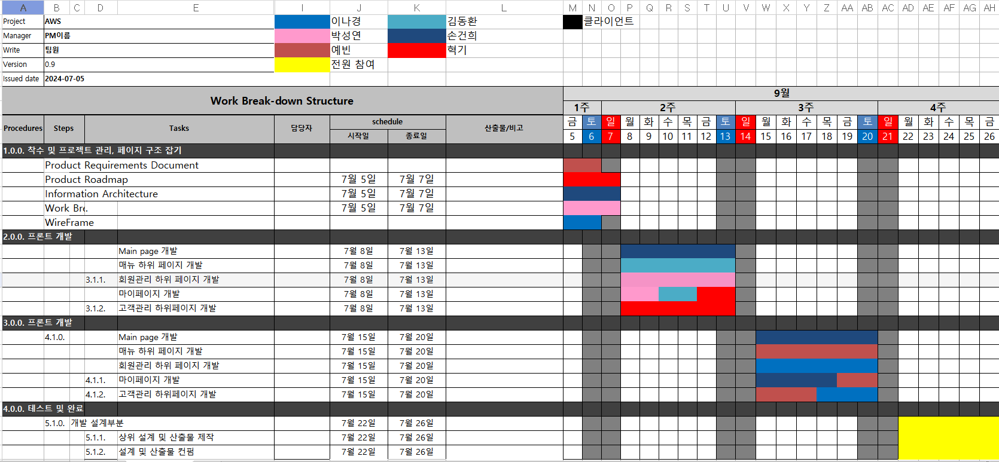 A B C D E I J K L M N O P Q R S T U V W X Y Z AA AB AC AD AE AF AG AH
Project AWS 이나경 김동환 클라이언트
Manager PM이름 박성연 손건희
Write 팀원 예빈 혁기
Version 0.9 전원 참여
Issued date 2024-07-05
Work Break-down Structure 9월
1주 2주 3주 4주
Procedures Steps Tasks 담당자 schedule 산출물/비고 금 토 일 월 화 수 목 금 토 일 월 화 수 목 금 토 일 월 화 수 목 금
시작일 종료일 5 6 7 8 9 10 11 12 13 14 15 16 17 18 19 20 21 22 23 24 25 26
1.0.0. 착수 및 프로젝트 관리, 페이지 구조 잡기
Product Requirements Document
Product Roadmap 7월 5일 7월 7일
Information Architecture 7월 5일 7월 7일
Work Bre. 7월 5일 7월 7일
WireFrame
2.0.0. 프론트 개발
Main page 개발 7월 8일 7월 13일
매뉴 하위 페이지 개발 7월 8일 7월 13일
3.1.1. 회원관리 하위 페이지 개발 7월 8일 7월 13일
마이페이지 개발 7월 8일 7월 13일
3.1.2. 고객관리 하위페이지 개발 7월 8일 7월 13일
3.0.0. 프론트 개발
4.1.0. Main page 개발 7월 15일 7월 20일
매뉴 하위 페이지 개발 7월 15일 7월 20일
회원관리 하위 페이지 개발 7월 15일 7월 20일
4.1.1. 마이페이지 개발 7월 15일 7월 20일
4.1.2. 고객관리 하위페이지 개발 7월 15일 7월 20일
4.0.0. 테스트 및 완료
5.1.0. 개발 설계부분 7월 22일 7월 26일
5.1.1. 상위 설계 및 산출물 제작 7월 22일 7월 26일
5.1.2. 설계 및 산출물 컨펌 7월 22일 7월 26일